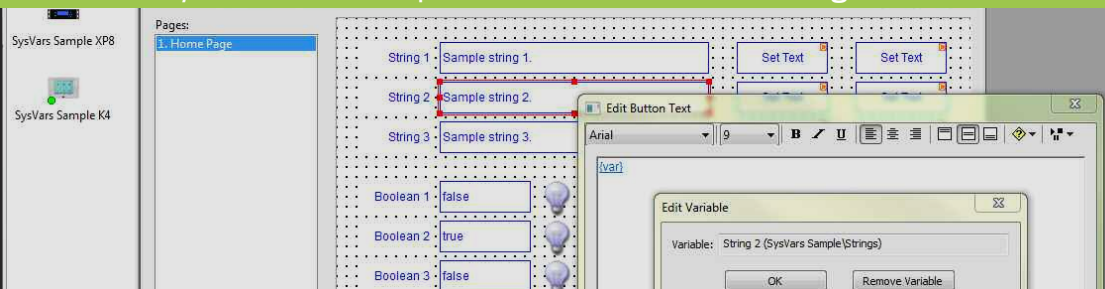 SysVars Sample XP8
SysVars Sample K4
Pages:
1. Home Page
String 1 Sample string 1. Set Text Set Text
String 2 Sample string 2.
String 3 Sample string 3.
Boolean 1 false
Boolean 2 true
Boolean 3 false
Edit Button Text
Arial 9 B I U
{var}
Edit Variable
Variable: String 2 (SysVars Sample\Strings)
OK Remove Variable